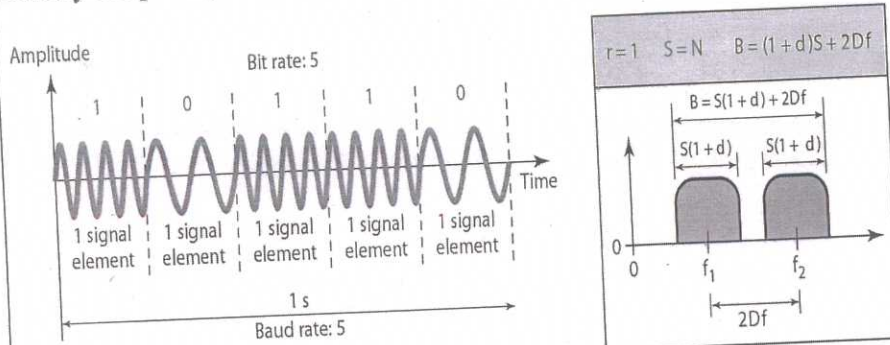 Amplitude
Bit rate: 5
1 0 1 1 0
Time
1 signal element 1 signal element 1 signal element 1 signal element 1 signal element
1 s
Baud rate: 5
r=1 S=N B=(1+d)S+2Df
B=S(1+d)+2Df
S(1+d) S(1+d)
0
0 f₁ f₂
2Df